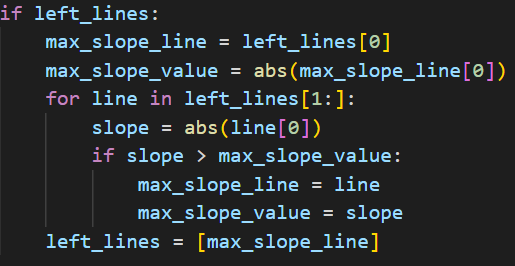 if left_lines:
    max_slope_line = left_lines[0]
    max_slope_value = abs(max_slope_line[0])
    for line in left_lines[1:]:
        slope = abs(line[0])
        if slope > max_slope_value:
            max_slope_line = line
            max_slope_value = slope
    left_lines = [max_slope_line]